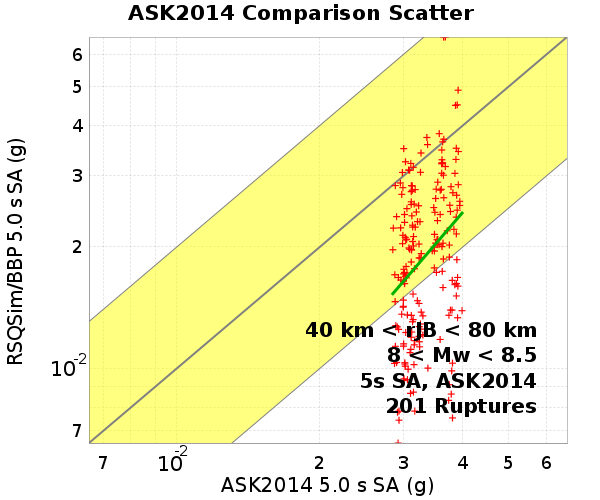 ASK2014 Comparison Scatter
RSQSim/BBP 5.0 s SA (g)
6
5
4
3
2
10⁻²
7
40 km < rJB < 80 km
8 < Mw < 8.5
5s SA, ASK2014
201 Ruptures
7 10⁻² 2 3 4 5 6
ASK2014 5.0 s SA (g)